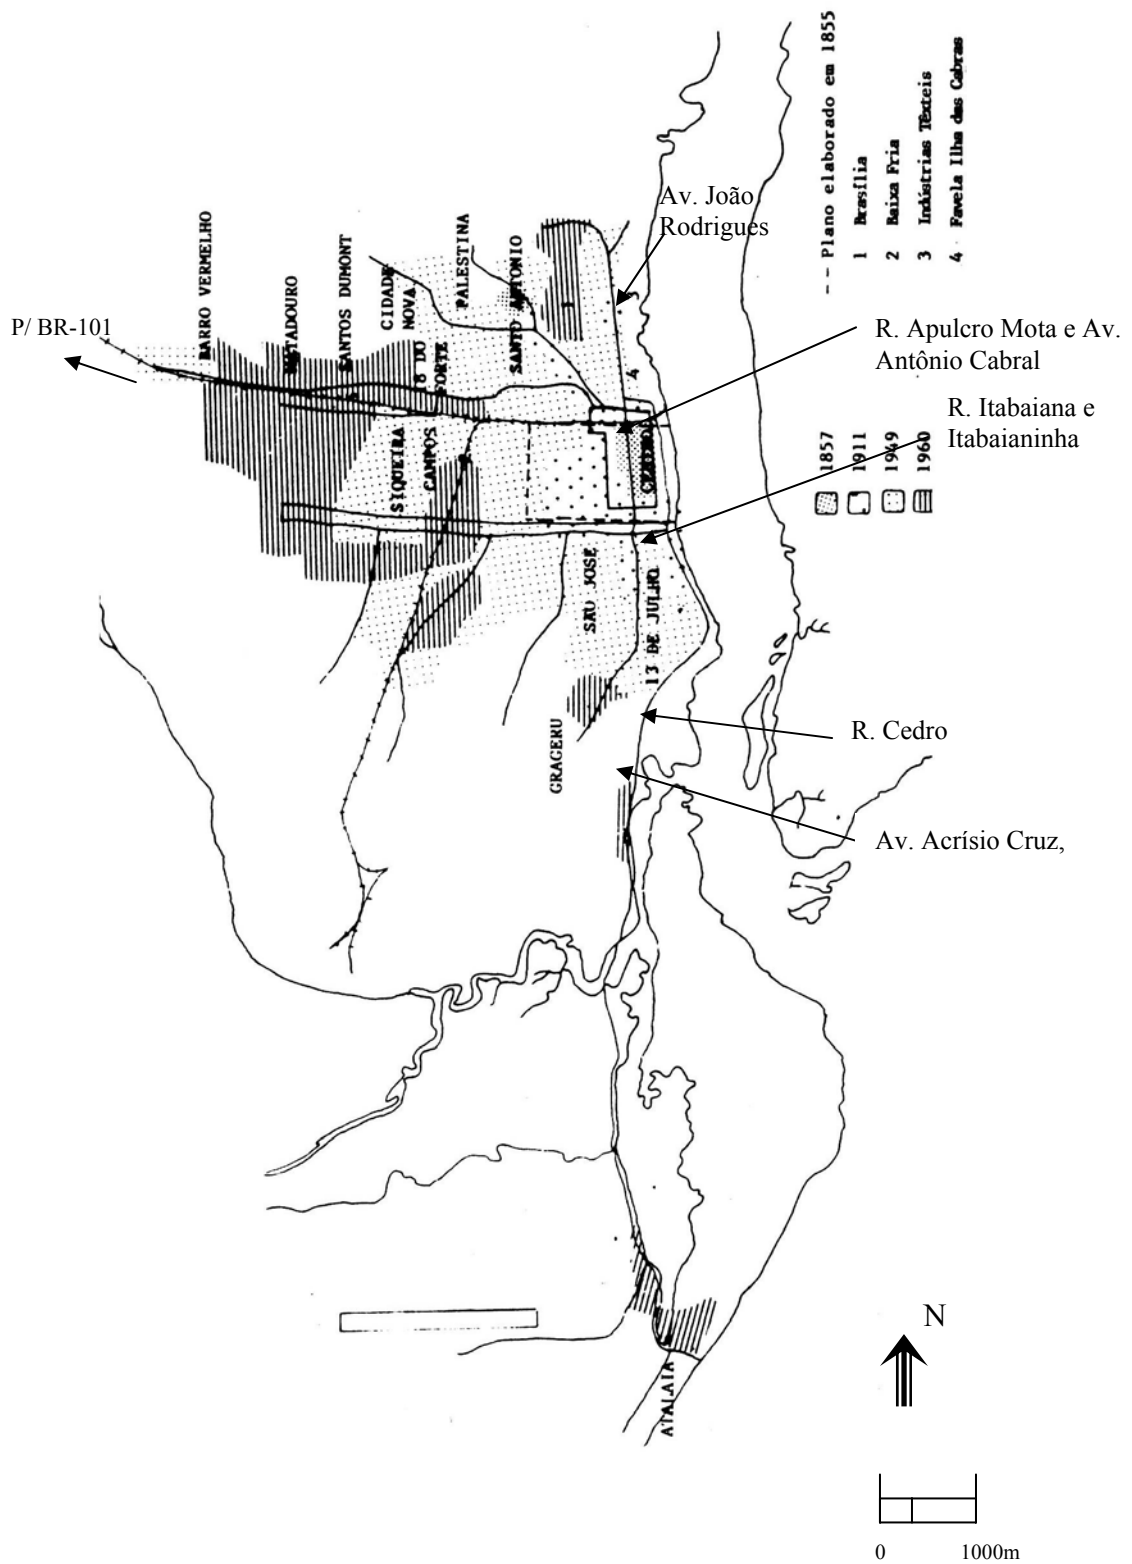 -- Plano elaborado em 1855
1 Brasília
2 Baixa Fria
3 Indústrias Têxteis
4 Favela Ilha das Cabras
Av. João
Rodrigues
BARRO VERMELHO
MATADOURO
SANTOS DUMONT
CIDADE
NOVA
18 DO
FORTE
PALESTINA
SANTO ANTONIO
1
P/ BR-101
R. Apulcro Mota e Av.
Antônio Cabral
4
R. Itabaiana e
Itabaianinha
SIQUEIRA
CAMPOS
CENTRO
1857
1911
1949
1960
SAO JOSE
13 DE JULHO
GRAGERU
R. Cedro
Av. Acrísio Cruz,
ATALAIA
N
0 1000m